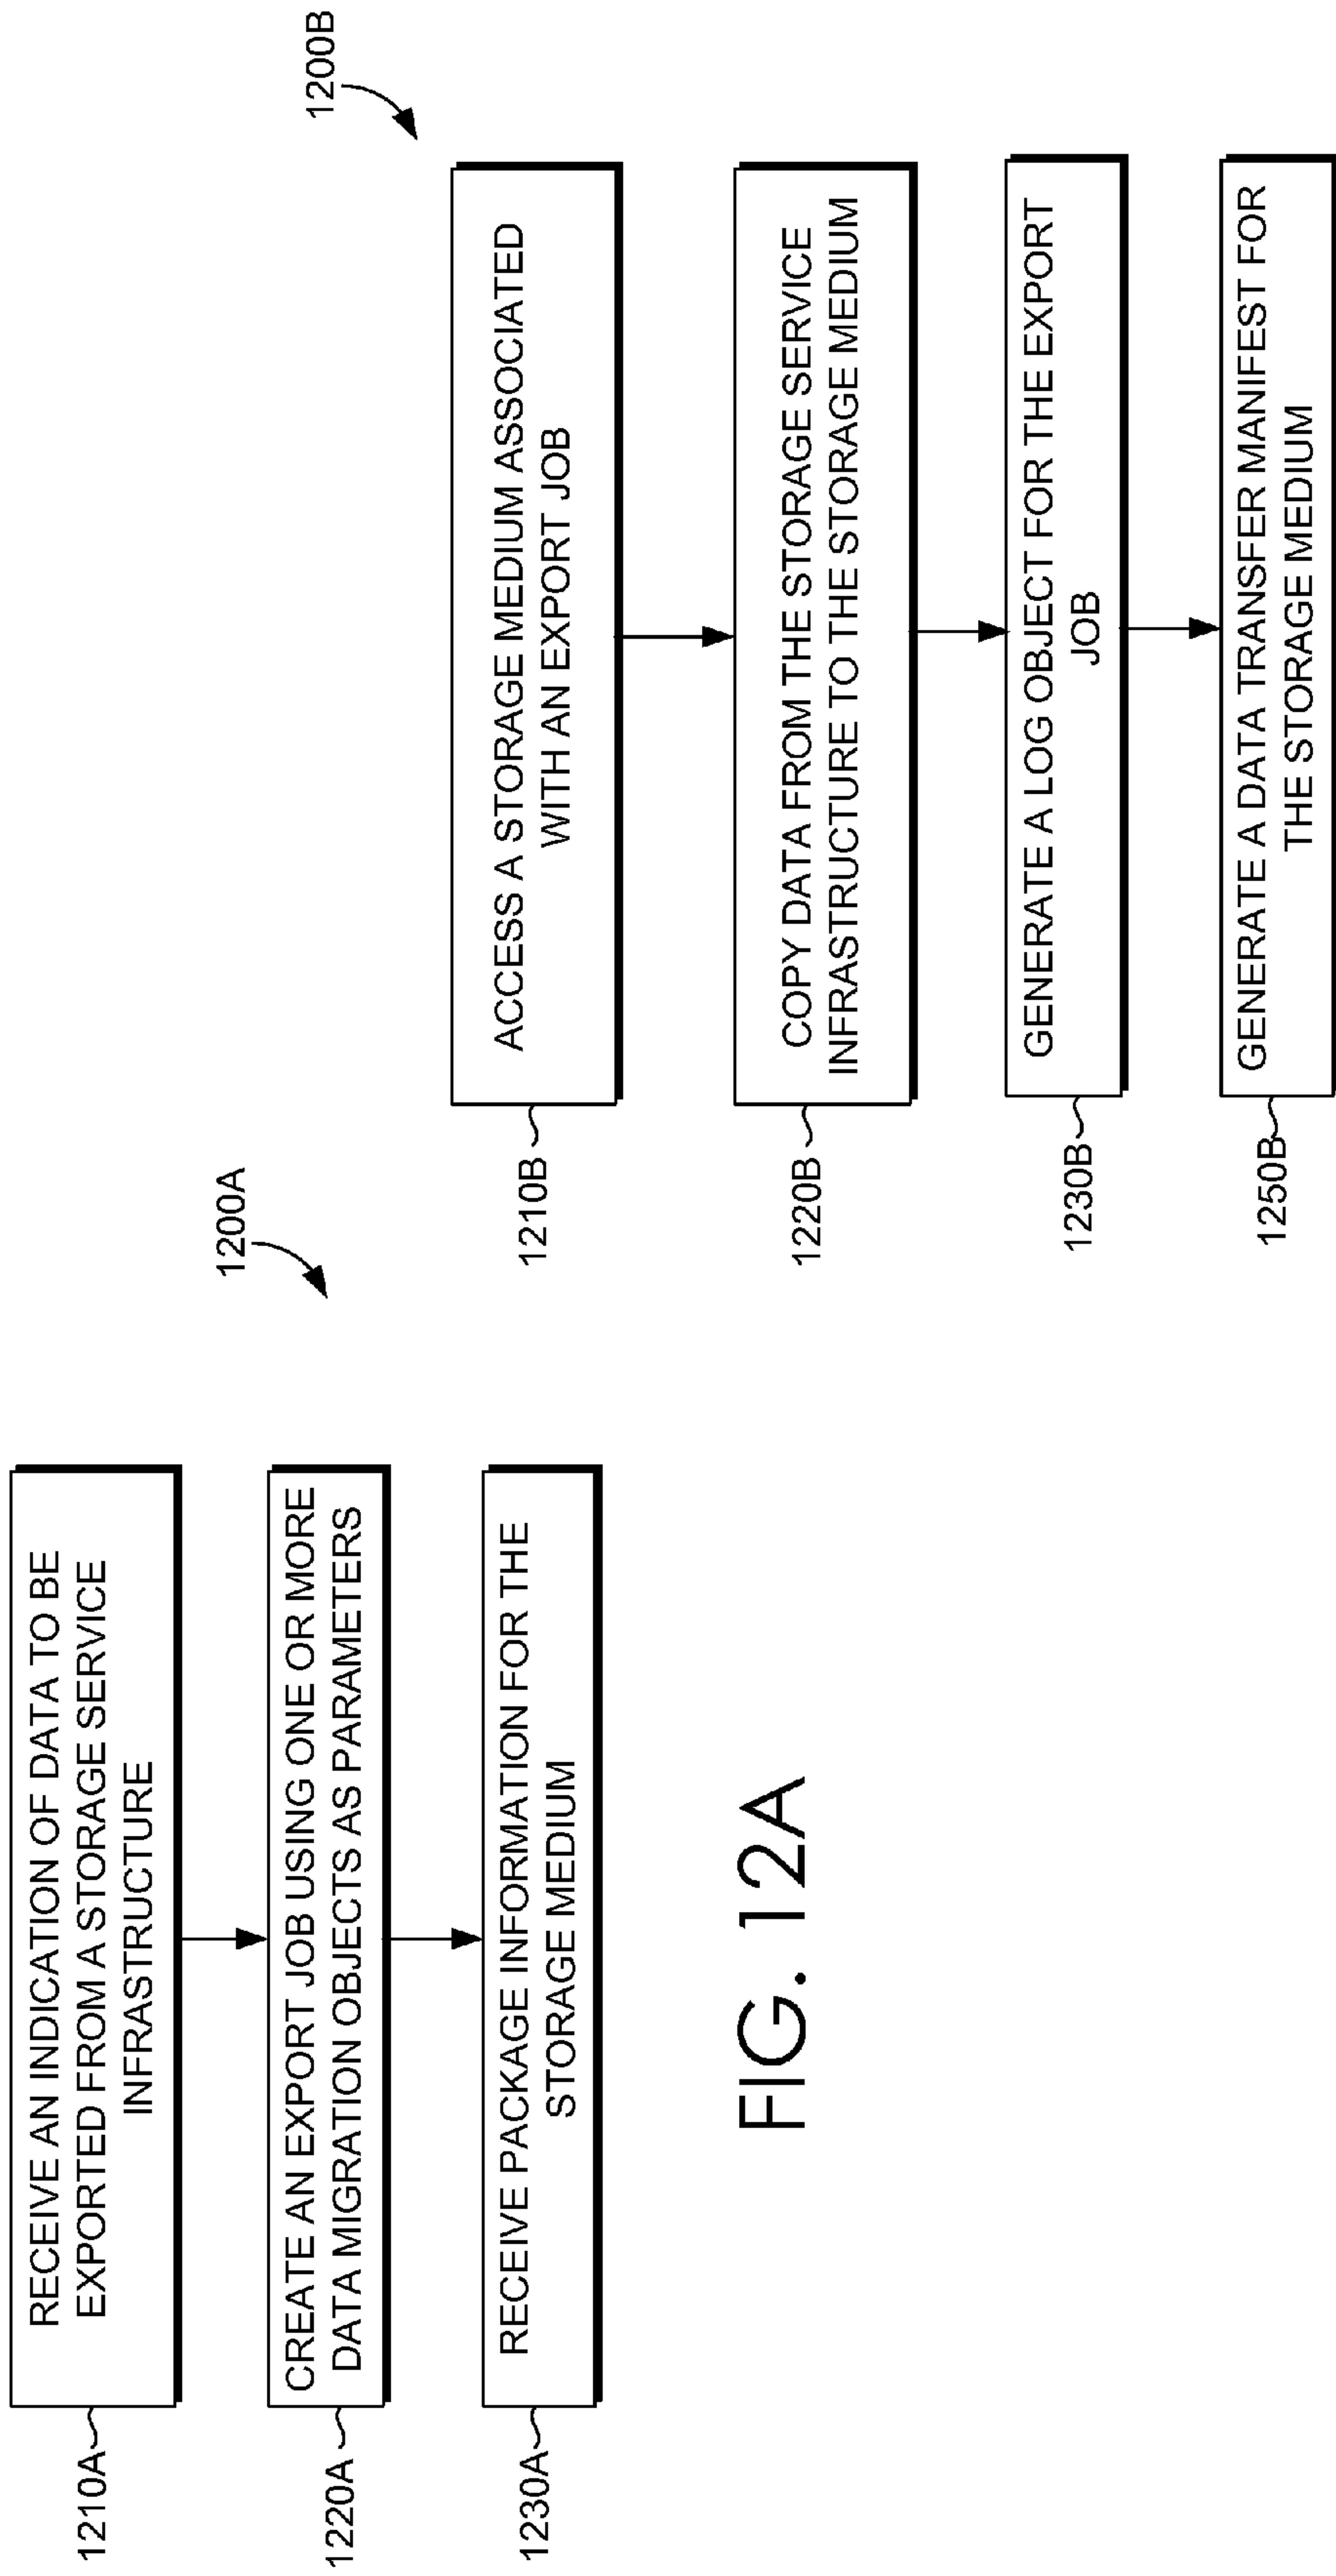 1200A
1210A
RECEIVE AN INDICATION OF DATA TO BE
EXPORTED FROM A STORAGE SERVICE
INFRASTRUCTURE
1220A
CREATE AN EXPORT JOB USING ONE OR MORE
DATA MIGRATION OBJECTS AS PARAMETERS
1230A
RECEIVE PACKAGE INFORMATION FOR THE
STORAGE MEDIUM
FIG. 12A
1200B
1210B
ACCESS A STORAGE MEDIUM ASSOCIATED
WITH AN EXPORT JOB
1220B
COPY DATA FROM THE STORAGE SERVICE
INFRASTRUCTURE TO THE STORAGE MEDIUM
1230B
GENERATE A LOG OBJECT FOR THE EXPORT
JOB
1250B
GENERATE A DATA TRANSFER MANIFEST FOR
THE STORAGE MEDIUM